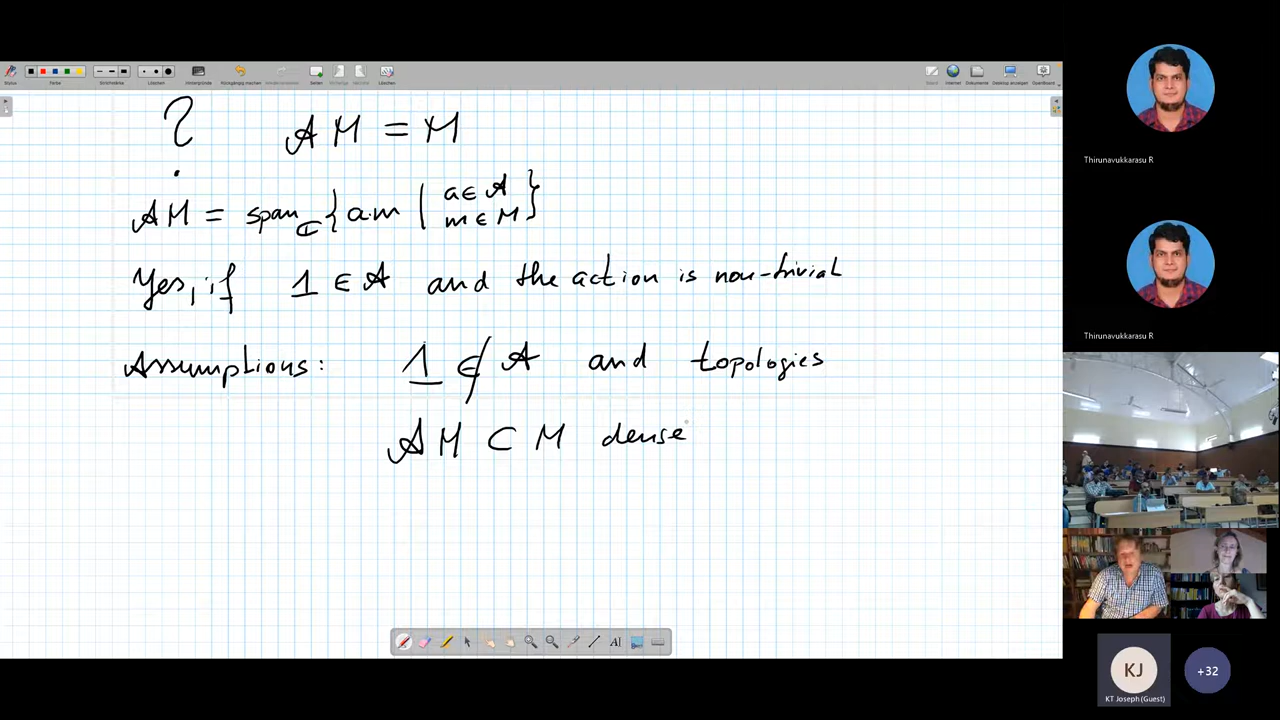 ? 𝒜M = M
𝒜M = span_ℂ { a.m | a ∈ 𝒜 m ∈ M }
Yes, if 1 ∈ 𝒜 and the action is non-trivial
Assumptions: 1 ∉ 𝒜 and topologies
𝒜M ⊂ M dense
Thirunavukkarasu R
Thirunavukkarasu R
KJ
+32
KT Joseph (Guest)